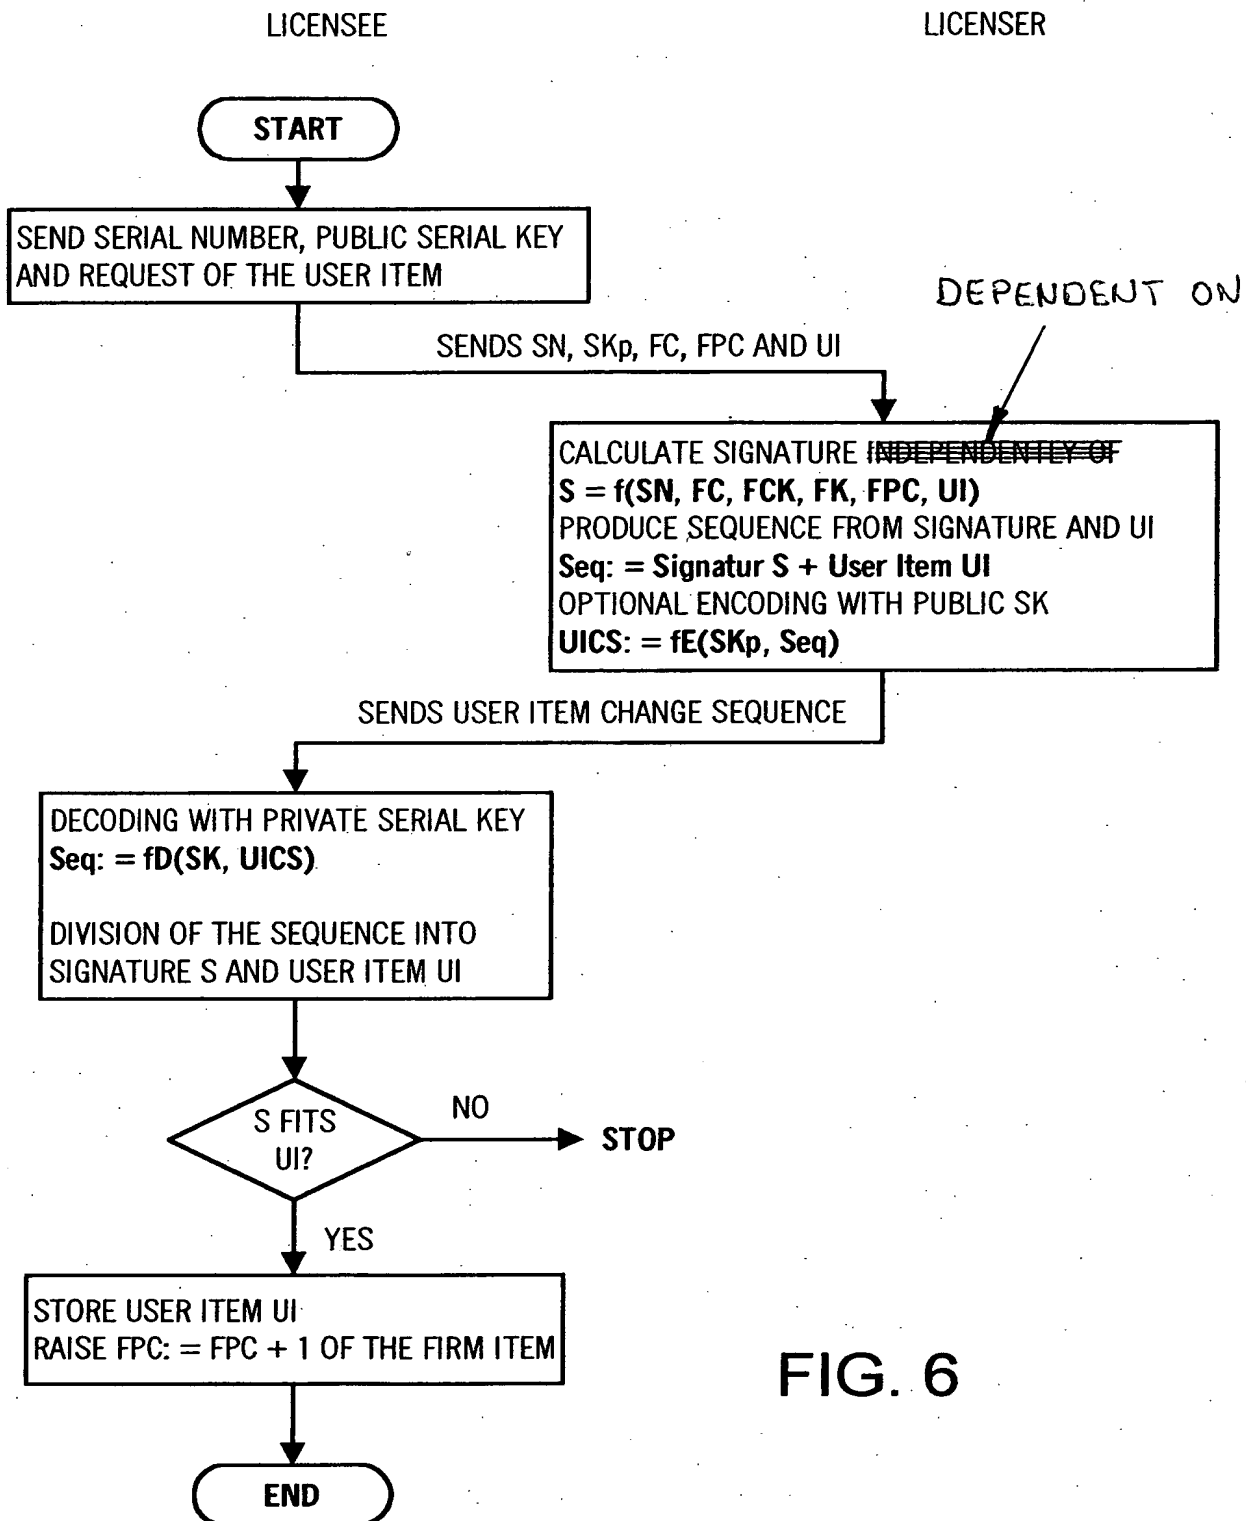 LICENSEE
LICENSER
START
SEND SERIAL NUMBER, PUBLIC SERIAL KEY
AND REQUEST OF THE USER ITEM
DEPENDENT ON
SENDS SN, SKp, FC, FPC AND UI
CALCULATE SIGNATURE INDEPENDENTLY OF
S = f(SN, FC, FCK, FK, FPC, UI)
PRODUCE SEQUENCE FROM SIGNATURE AND UI
Seq: = Signatur S + User Item UI
OPTIONAL ENCODING WITH PUBLIC SK
UICS: = fE(SKp, Seq)
SENDS USER ITEM CHANGE SEQUENCE
DECODING WITH PRIVATE SERIAL KEY
Seq: = fD(SK, UICS)
DIVISION OF THE SEQUENCE INTO
SIGNATURE S AND USER ITEM UI
S FITS
UI?
NO
STOP
YES
STORE USER ITEM UI
RAISE FPC: = FPC + 1 OF THE FIRM ITEM
FIG. 6
END